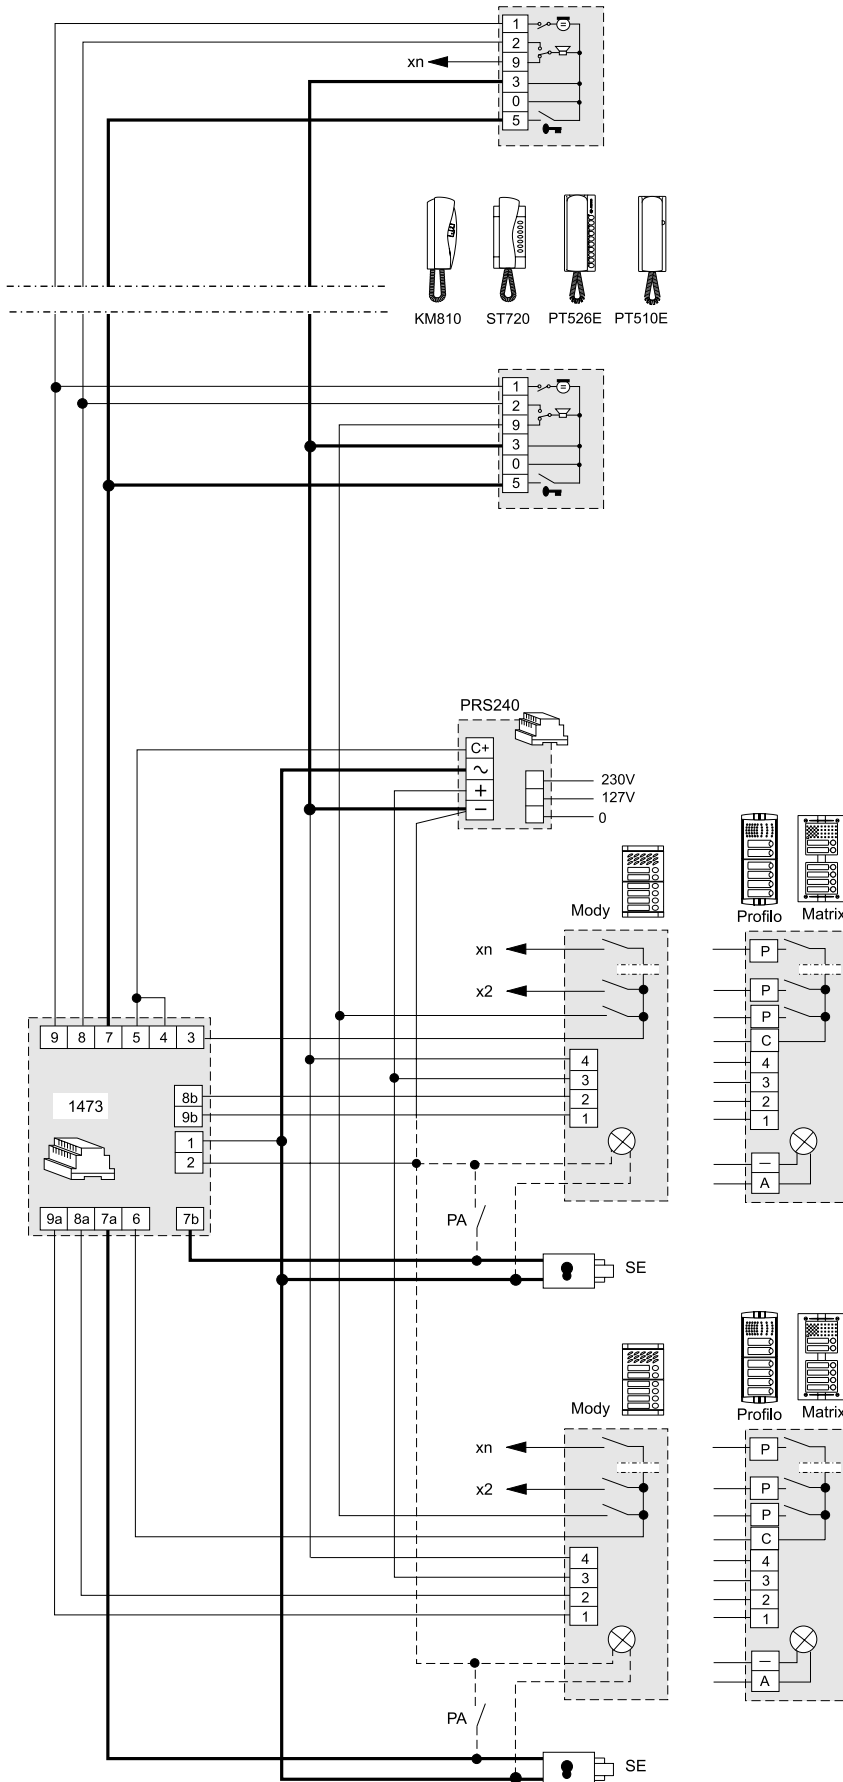 1
2
xn 9
3
0
5
KM810 ST720 PT526E PT510E
1
2
9
3
0
5
PRS240
C+
~
+
−
230V
127V
0
Mody Profilo Matrix
xn P
x2 P
P
C
9 8 7 5 4 3
4 4
3 3
8b 2 2
9b 1 1
1473
1
2 —
A
9a 8a 7a 6 7b
PA
SE
Mody Profilo Matrix
xn P
x2 P
P
C
4 4
3 3
2 2
1 1
—
A
PA
SE